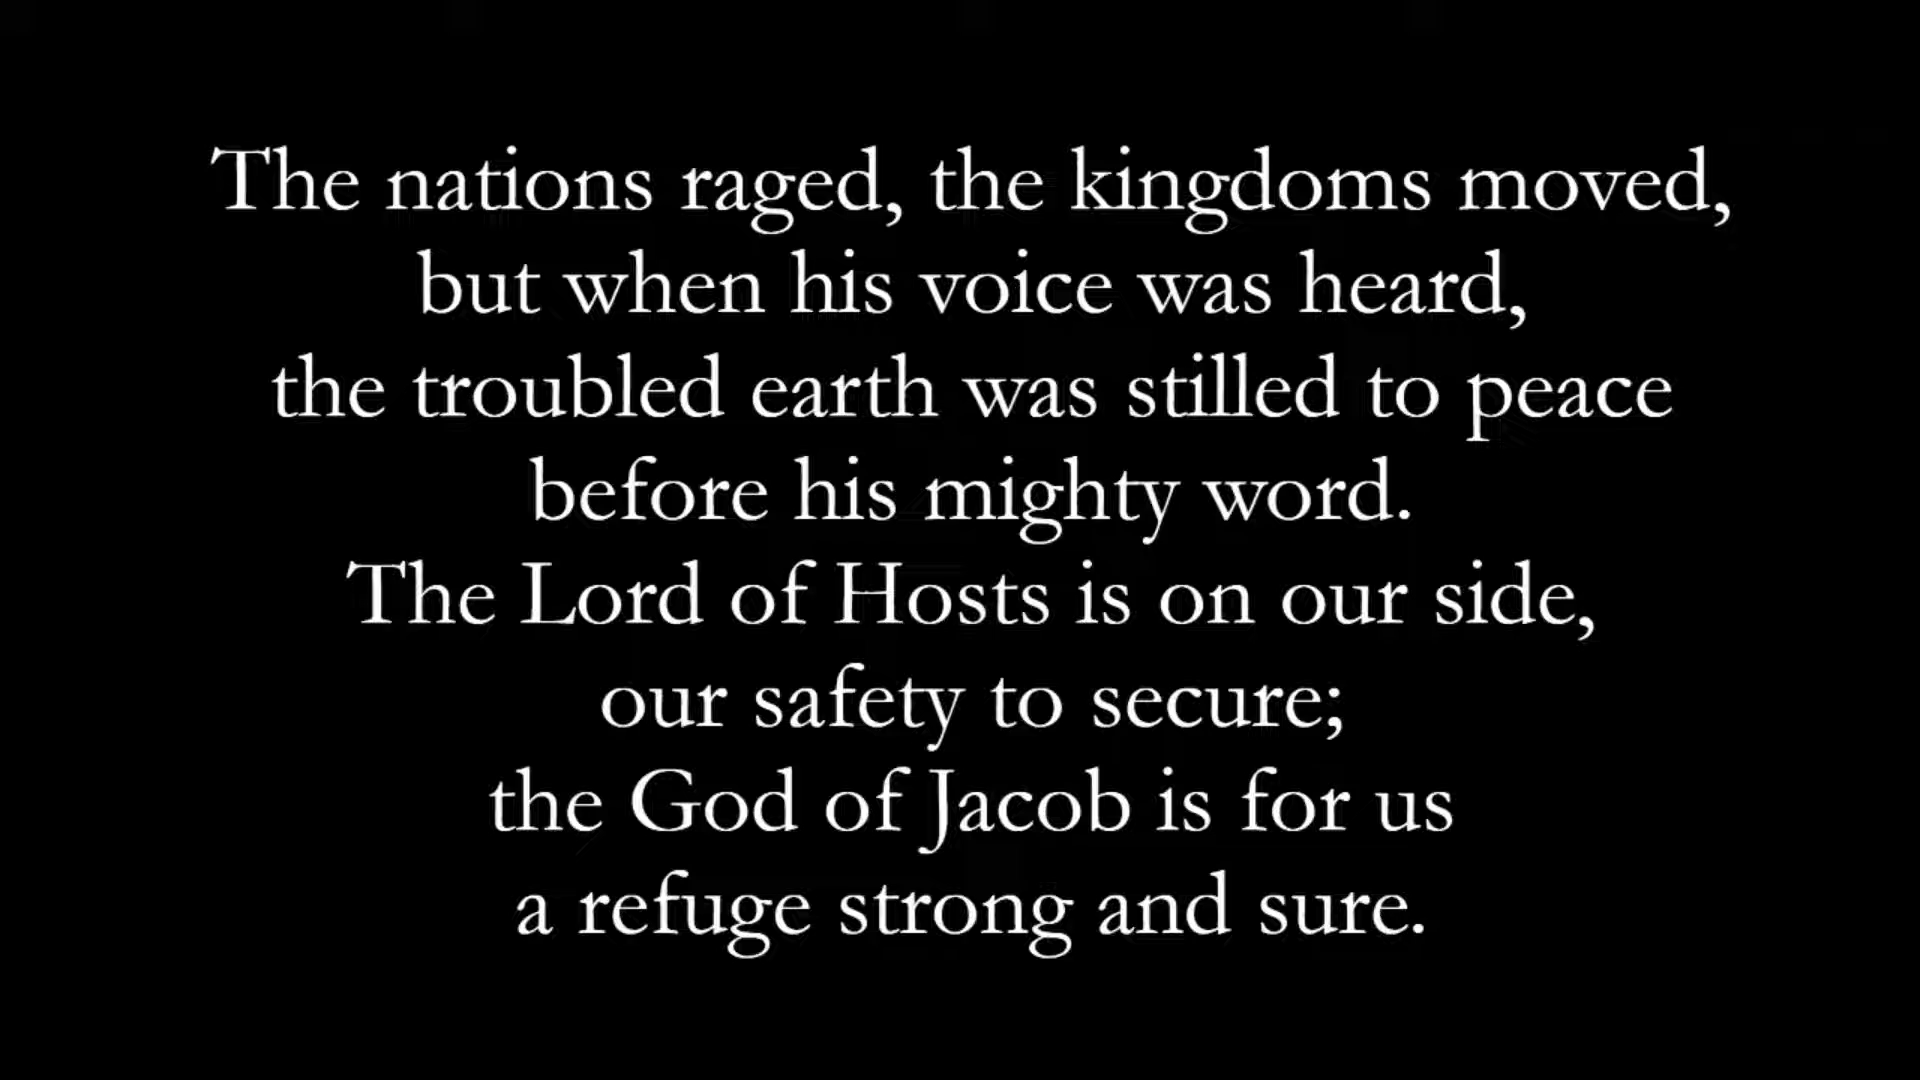 The nations raged, the kingdoms moved,
but when his voice was heard,
the troubled earth was stilled to peace
before his mighty word.
The Lord of Hosts is on our side,
our safety to secure;
the God of Jacob is for us
a refuge strong and sure.